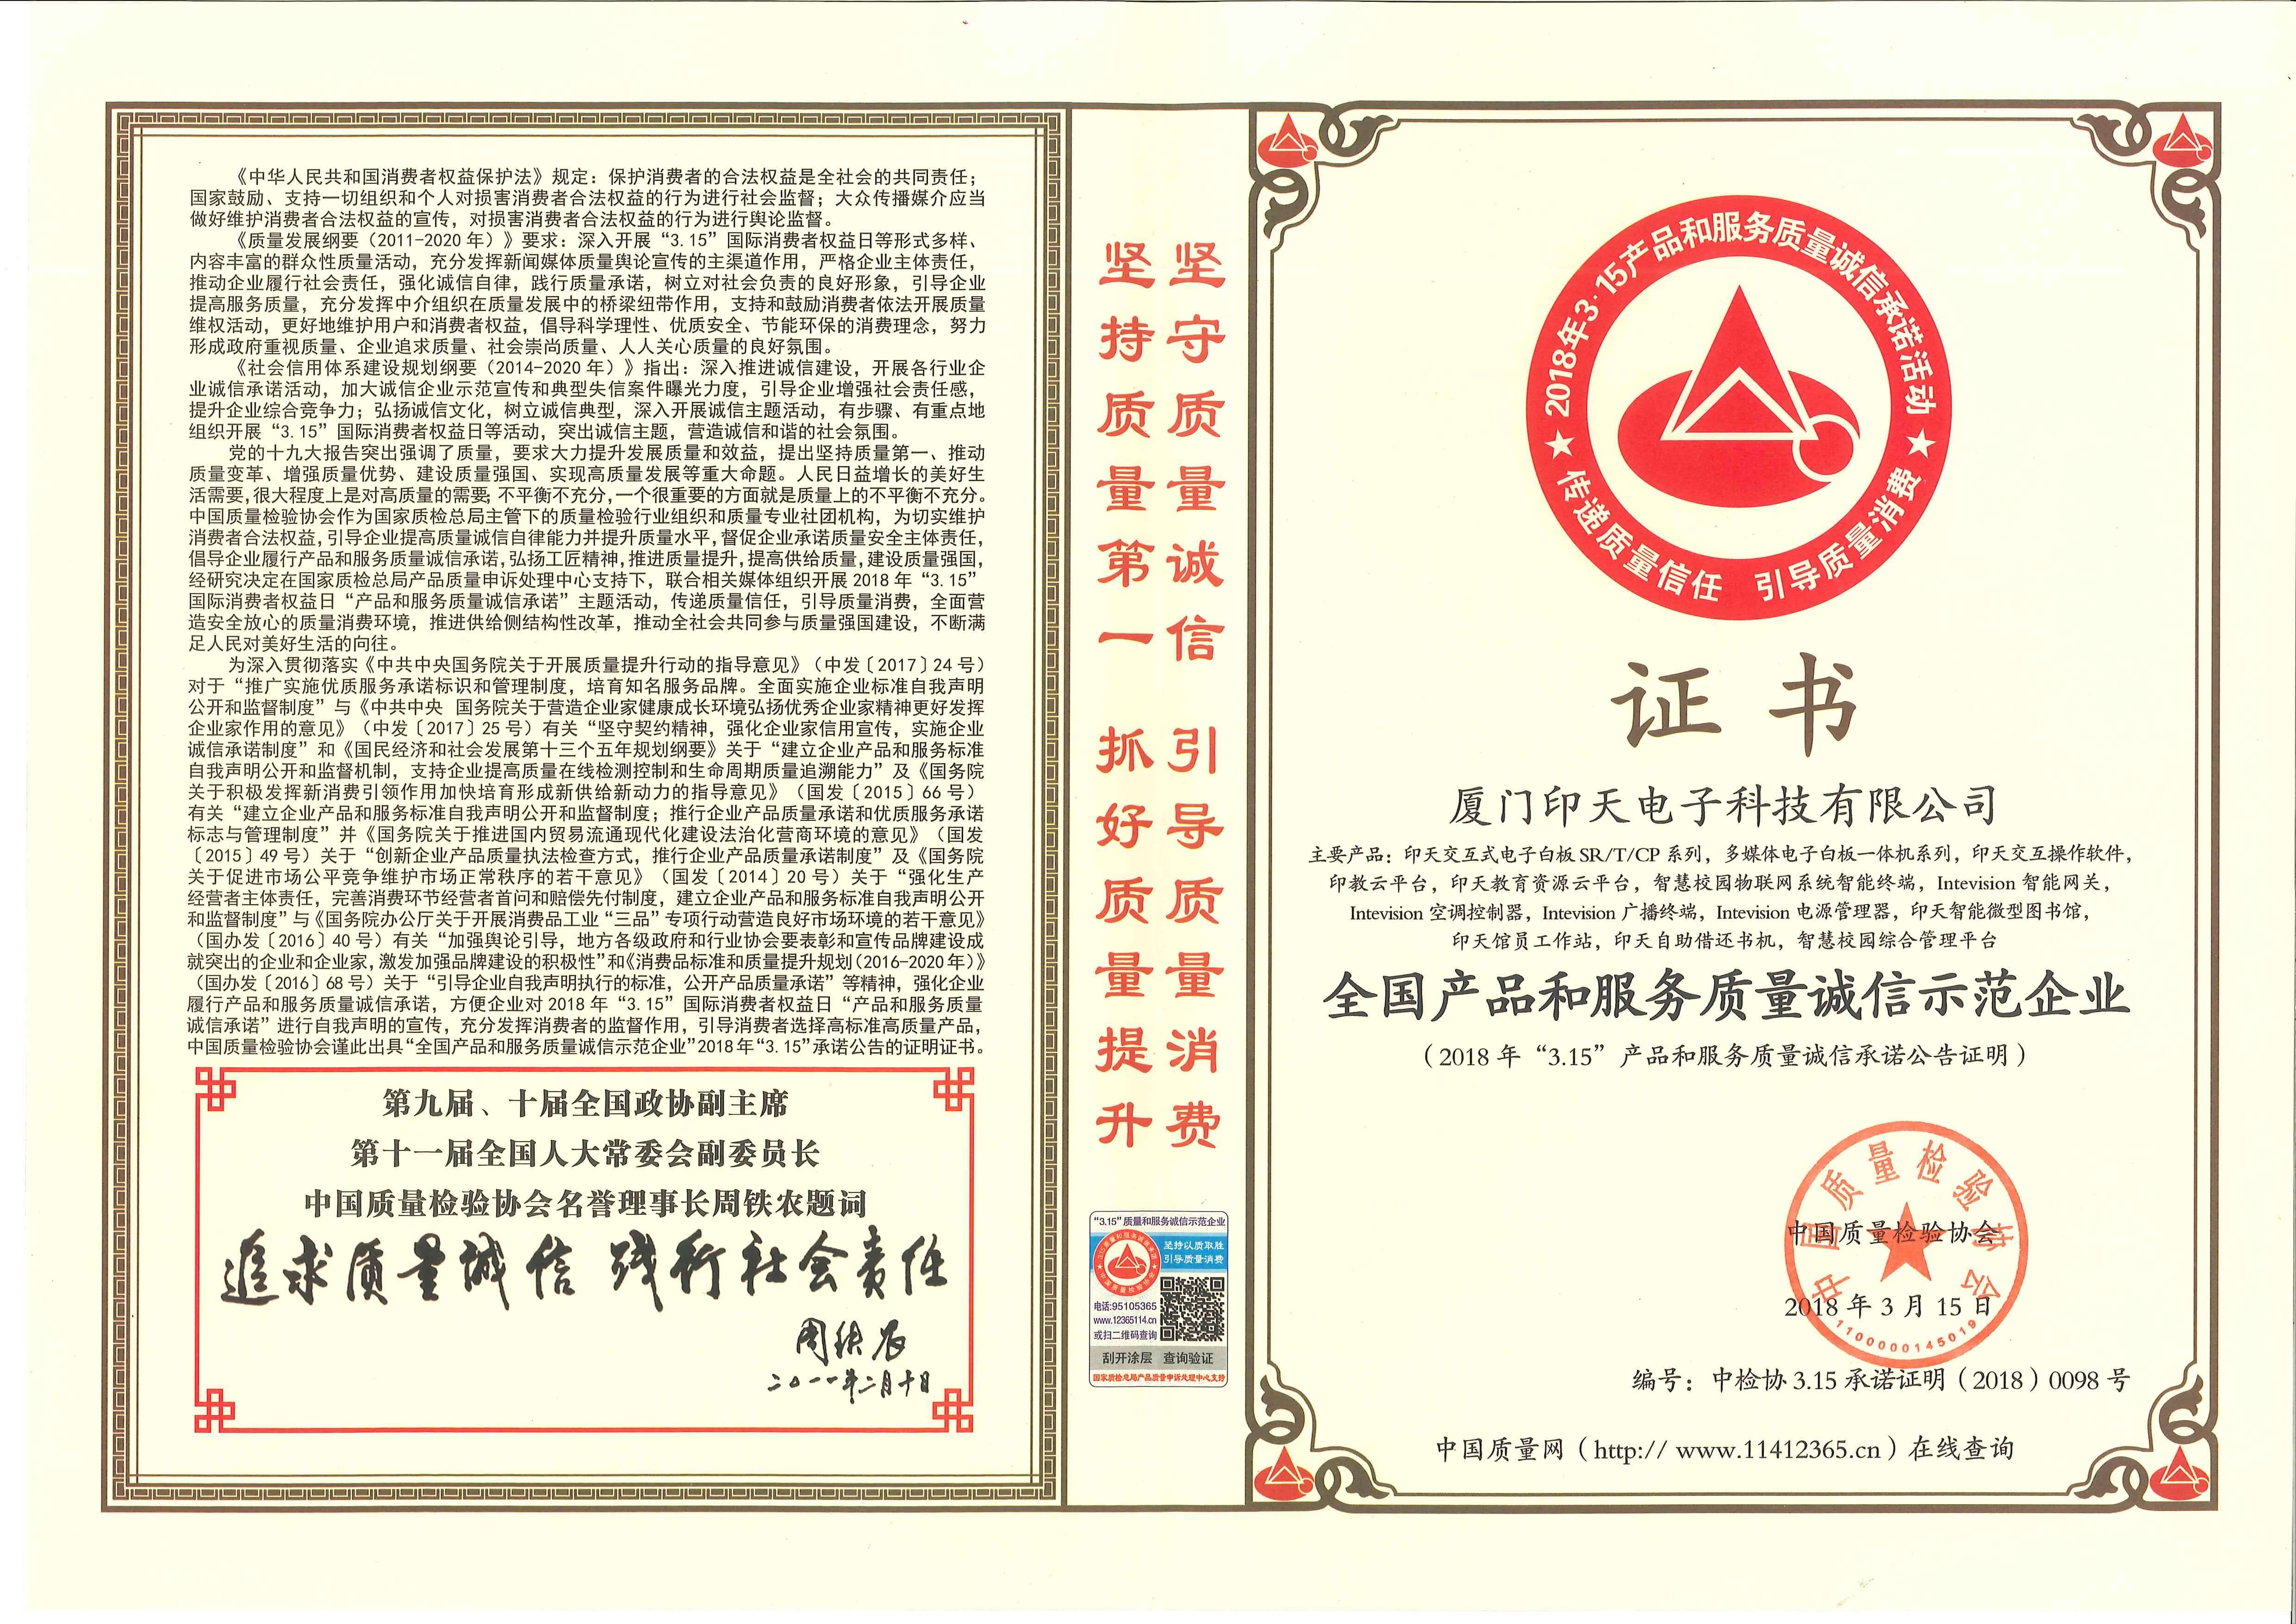 《中华人民共和国消费者权益保护法》规定：保护消费者的合法权益是全社会的共同责任；
国家鼓励、支持一切组织和个人对损害消费者合法权益的行为进行社会监督；大众传播媒介应当
做好维护消费者合法权益的宣传，对损害消费者合法权益的行为进行舆论监督。
《质量发展纲要（2011-2020年）》要求：深入开展“3.15”国际消费者权益日等形式多样、
内容丰富的群众性质量活动，充分发挥新闻媒体质量舆论宣传的主渠道作用，严格企业主体责任，
推动企业履行社会责任，强化诚信自律，践行质量承诺，树立对社会负责的良好形象，引导企业
提高服务质量，充分发挥中介组织在质量发展中的桥梁纽带作用，支持和鼓励消费者依法开展质量
维权活动，更好地维护用户和消费者权益，倡导科学理性、优质安全、节能环保的消费理念，努力
形成政府重视质量、企业追求质量、社会崇尚质量、人人关心质量的良好氛围。
《社会信用体系建设规划纲要（2014-2020年）》指出：深入推进诚信建设，开展各行业企
业诚信承诺活动，加大诚信企业示范宣传和典型失信案件曝光力度，引导企业增强社会责任感，
提升企业综合竞争力；弘扬诚信文化，树立诚信典型，深入开展诚信主题活动，有步骤、有重点地
组织开展“3.15”国际消费者权益日等活动，突出诚信主题，营造诚信和谐的社会氛围。
党的十九大报告突出强调了质量，要求大力提升发展质量和效益，提出坚持质量第一、推动
质量变革、增强质量优势、建设质量强国、实现高质量发展等重大命题。人民日益增长的美好生
活需要，很大程度上是对高质量的需要，不平衡不充分，一个很重要的方面就是质量上的不平衡不充分。
中国质量检验协会作为国家质检总局主管下的质量检验行业组织和质量专业社团机构，为切实维护
消费者合法权益，引导企业提高质量诚信自律能力并提升质量水平，督促企业承诺质量安全主体责任，
倡导企业履行产品和服务质量诚信承诺，弘扬工匠精神，推进质量提升，提高供给质量，建设质量强国，
经研究决定在国家质检总局产品质量申诉处理中心支持下，联合相关媒体组织开展2018年“3.15”
国际消费者权益日“产品和服务质量诚信承诺”主题活动，传递质量信任，引导质量消费，全面营
造安全放心的质量消费环境，推进供给侧结构性改革，推动全社会共同参与质量强国建设，不断满
足人民对美好生活的向往。
为深入贯彻落实《中共中央国务院关于开展质量提升行动的指导意见》（中发〔2017〕24号）
对于“推广实施优质服务承诺标识和管理制度，培育知名服务品牌。全面实施企业标准自我声明
公开和监督制度”与《中共中央 国务院关于营造企业家健康成长环境弘扬优秀企业家精神更好发挥
企业家作用的意见》（中发〔2017〕25号）有关“坚守契约精神，强化企业家信用宣传，实施企业
诚信承诺制度”和《国民经济和社会发展第十三个五年规划纲要》关于“建立企业产品和服务标准
自我声明公开和监督机制，支持企业提高质量在线检测控制和生命周期质量追溯能力”及《国务院
关于积极发挥新消费引领作用加快培育形成新供给新动力的指导意见》（国发〔2015〕66号）
有关“建立企业产品和服务标准自我声明公开和监督制度；推行企业产品质量承诺和优质服务承诺
标志与管理制度”并《国务院关于推进国内贸易流通现代化建设法治化营商环境的意见》（国发
〔2015〕49号）关于“创新企业产品质量执法检查方式，推行企业产品质量承诺制度”及《国务院
关于促进市场公平竞争维护市场正常秩序的若干意见》（国发〔2014〕20号）关于“强化生产
经营者主体责任，完善消费环节经营者首问和赔偿先付制度，建立企业产品和服务标准自我声明公开
和监督制度”与《国务院办公厅关于开展消费品工业“三品”专项行动营造良好市场环境的若干意见》
（国办发〔2016〕40号）有关“加强舆论引导，地方各级政府和行业协会要表彰和宣传品牌建设成
就突出的企业和企业家，激发加强品牌建设的积极性”和《消费品标准和质量提升规划（2016-2020年）》
（国办发〔2016〕68号）关于“引导企业自我声明执行的标准，公开产品质量承诺”等精神，强化企业
履行产品和服务质量诚信承诺，方便企业对2018年“3.15”国际消费者权益日“产品和服务质量
诚信承诺”进行自我声明的宣传，充分发挥消费者的监督作用，引导消费者选择高标准高质量产品，
中国质量检验协会谨此出具“全国产品和服务质量诚信示范企业”2018年“3.15”承诺公告的证明证书。
第九届、十届全国政协副主席
第十一届全国人大常委会副委员长
中国质量检验协会名誉理事长周铁农题词
追求质量诚信 践行社会责任
周铁农
二〇一一年二月十日
坚守质量诚信 引导质量消费
坚持质量第一 抓好质量提升
“3.15”质量和服务诚信示范企业
坚持以质取胜
引导质量消费
电话:95105365
www.12365114.cn
或扫二维码查询
刮开涂层 查询验证
国家质检总局产品质量申诉处理中心支持
2018年3·15产品和服务质量诚信承诺活动
★ 传递质量信任 引导质量消费 ★
证书
厦门印天电子科技有限公司
主要产品：印天交互式电子白板SR/T/CP系列，多媒体电子白板一体机系列，印天交互操作软件，
印教云平台，印天教育资源云平台，智慧校园物联网系统智能终端，Intevision智能网关，
Intevision空调控制器，Intevision广播终端，Intevision电源管理器，印天智能微型图书馆，
印天馆员工作站，印天自助借还书机，智慧校园综合管理平台
全国产品和服务质量诚信示范企业
（2018年“3.15”产品和服务质量诚信承诺公告证明）
中国质量检验协会
中国质量检验协会
2018年3月15日
1100000145019
编号：中检协3.15承诺证明（2018）0098号
中国质量网（http:// www.11412365.cn）在线查询